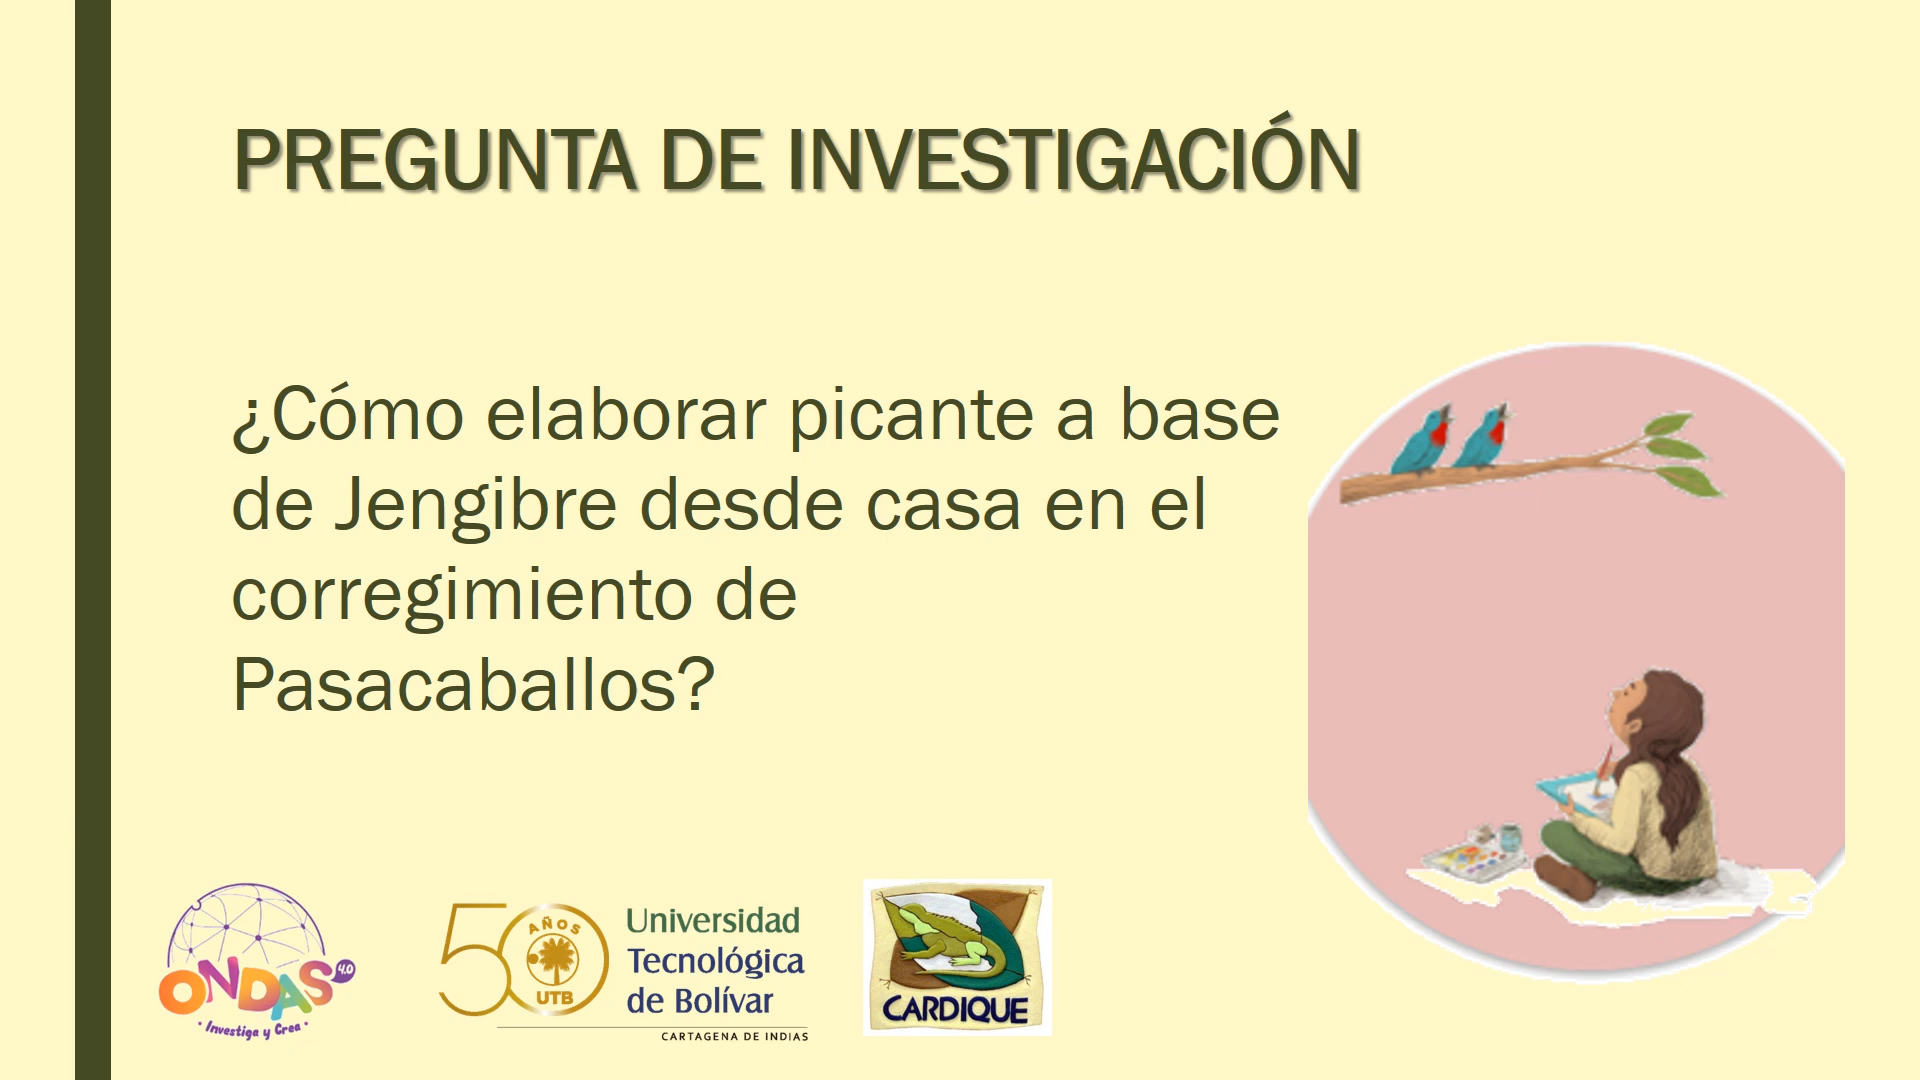 PREGUNTA DE INVESTIGACIÓN
¿Cómo elaborar picante a base
de Jengibre desde casa en el
corregimiento de
Pasacaballos?
ONDAS 4.0
• Investiga y Crea •
50 AÑOS
UTB
Universidad
Tecnológica
de Bolívar
CARTAGENA DE INDIAS
CARDIQUE